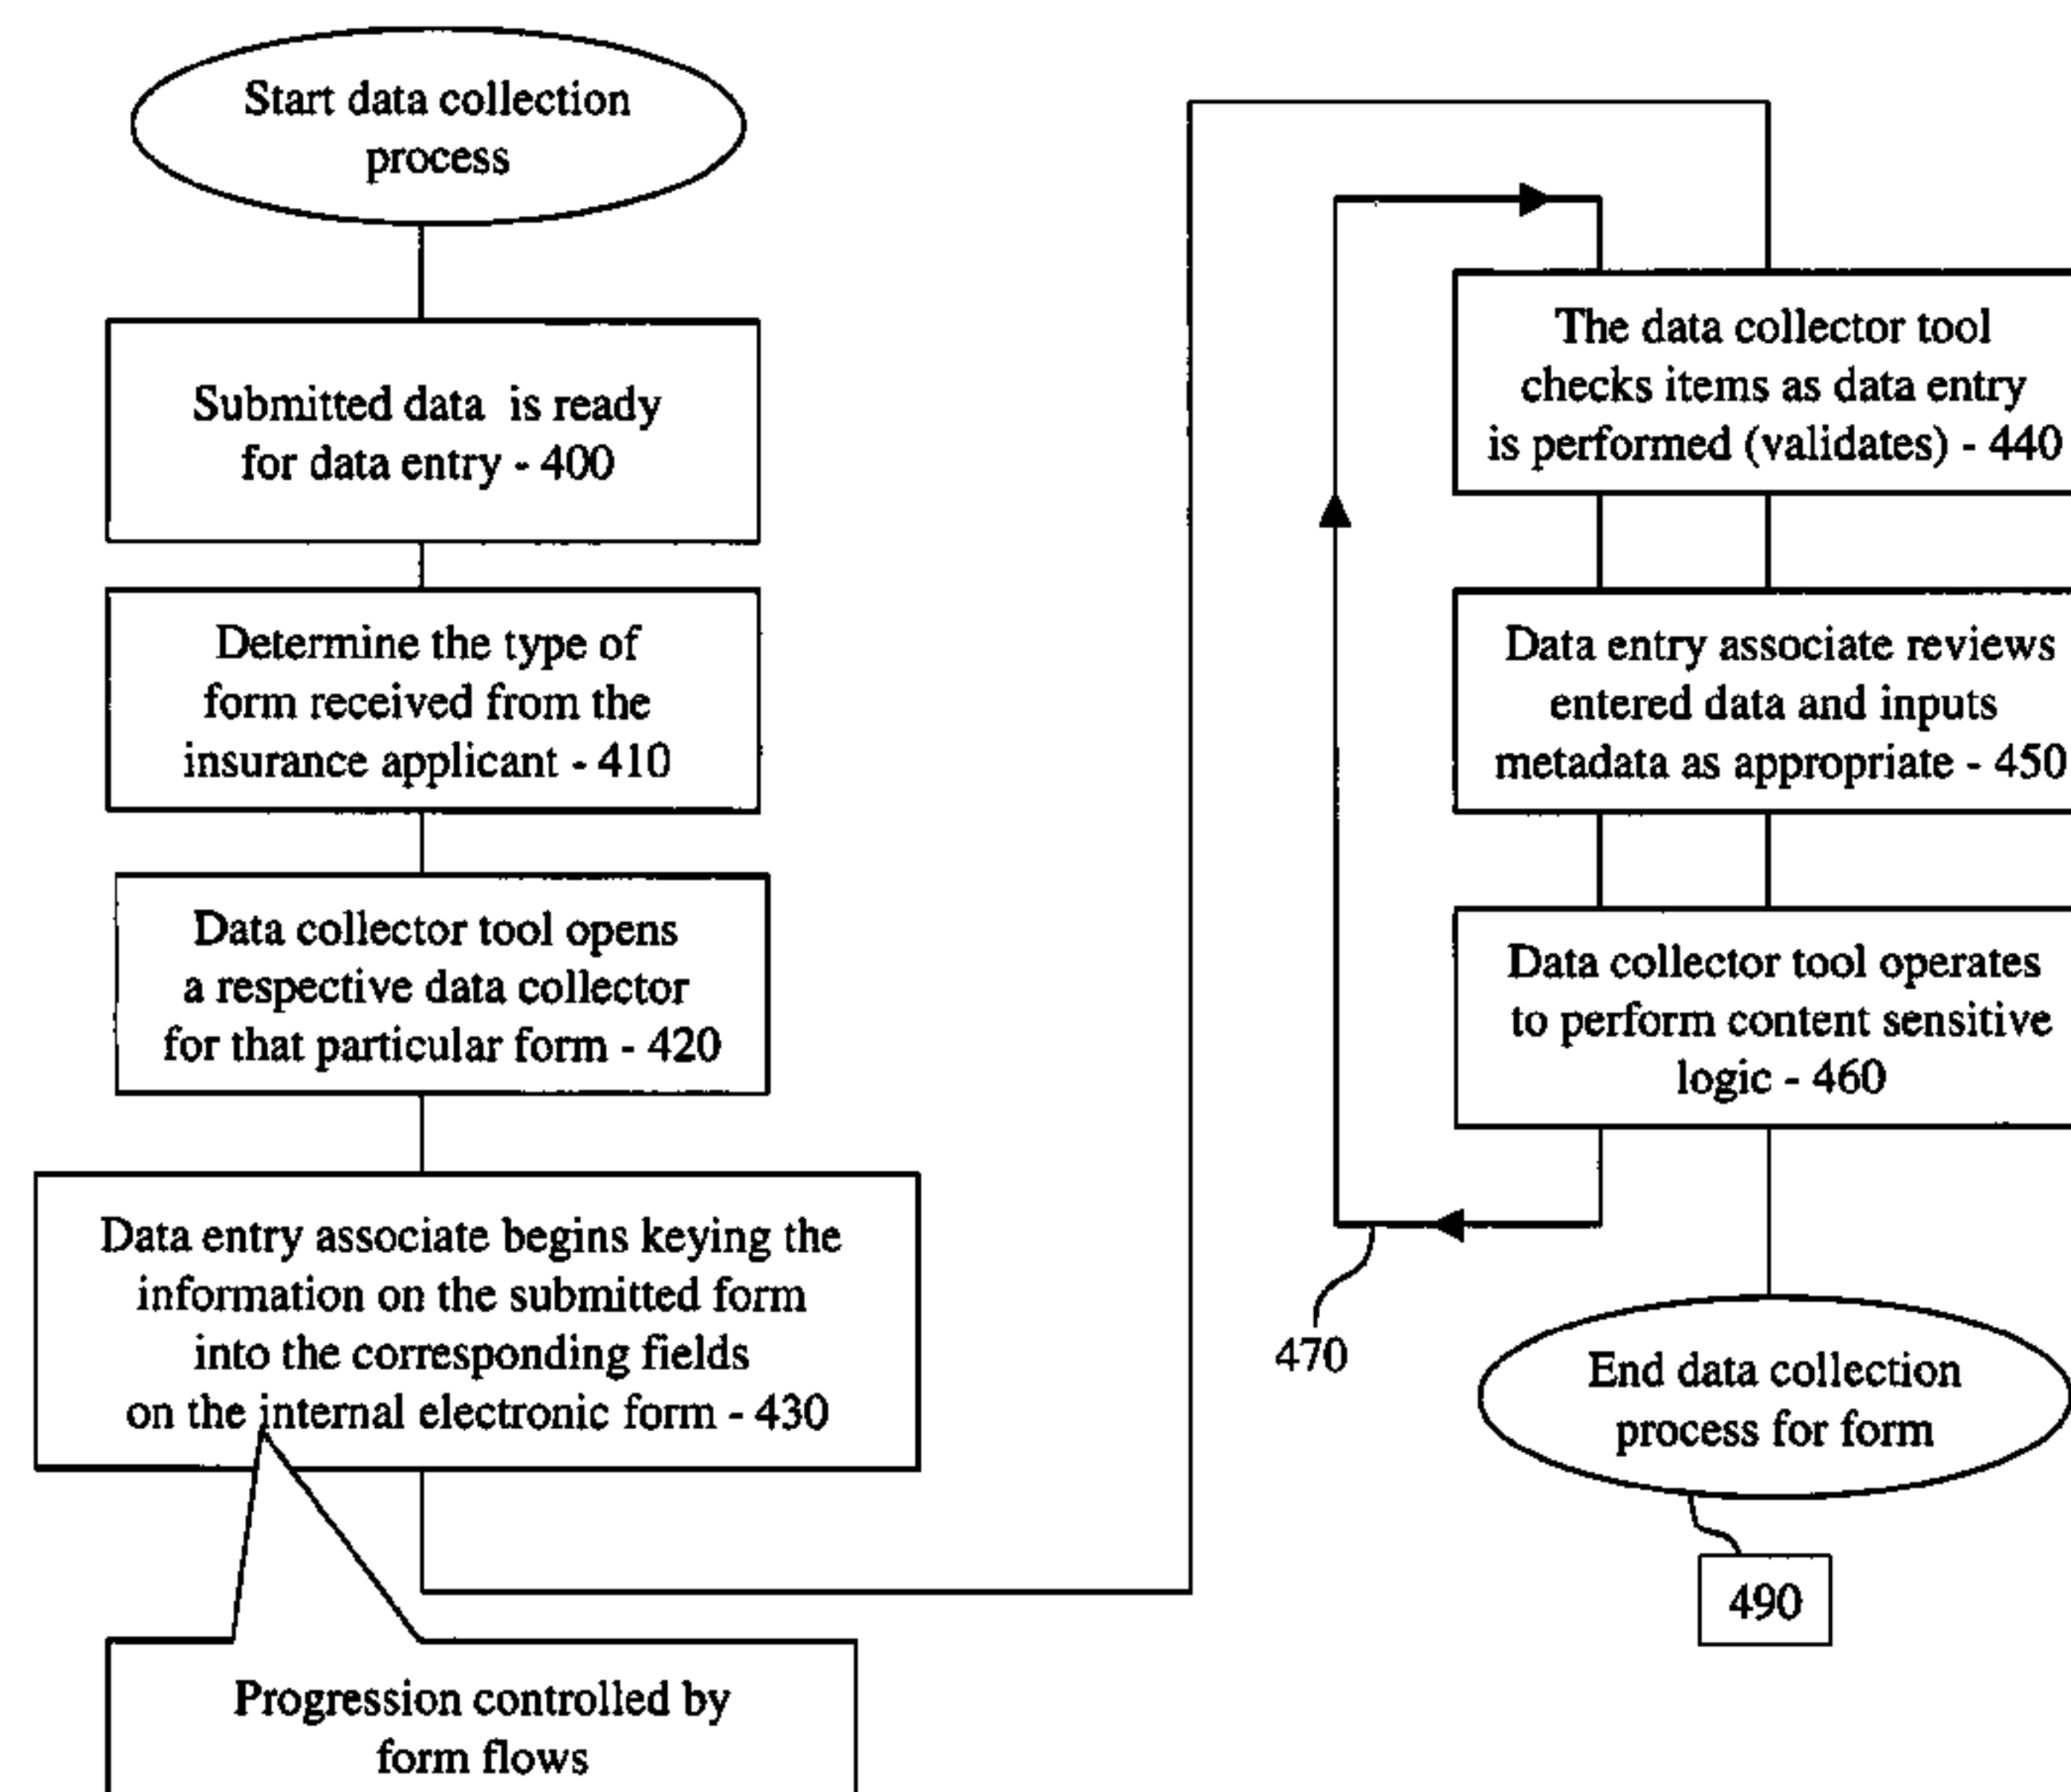 Start data collection
process
Submitted data is ready
for data entry - 400
Determine the type of
form received from the
insurance applicant - 410
Data collector tool opens
a respective data collector
for that particular form - 420
Data entry associate begins keying the
information on the submitted form
into the corresponding fields
on the internal electronic form - 430
Progression controlled by
form flows
The data collector tool
checks items as data entry
is performed (validates) - 440
Data entry associate reviews
entered data and inputs
metadata as appropriate - 450
Data collector tool operates
to perform content sensitive
logic - 460
470
End data collection
process for form
490